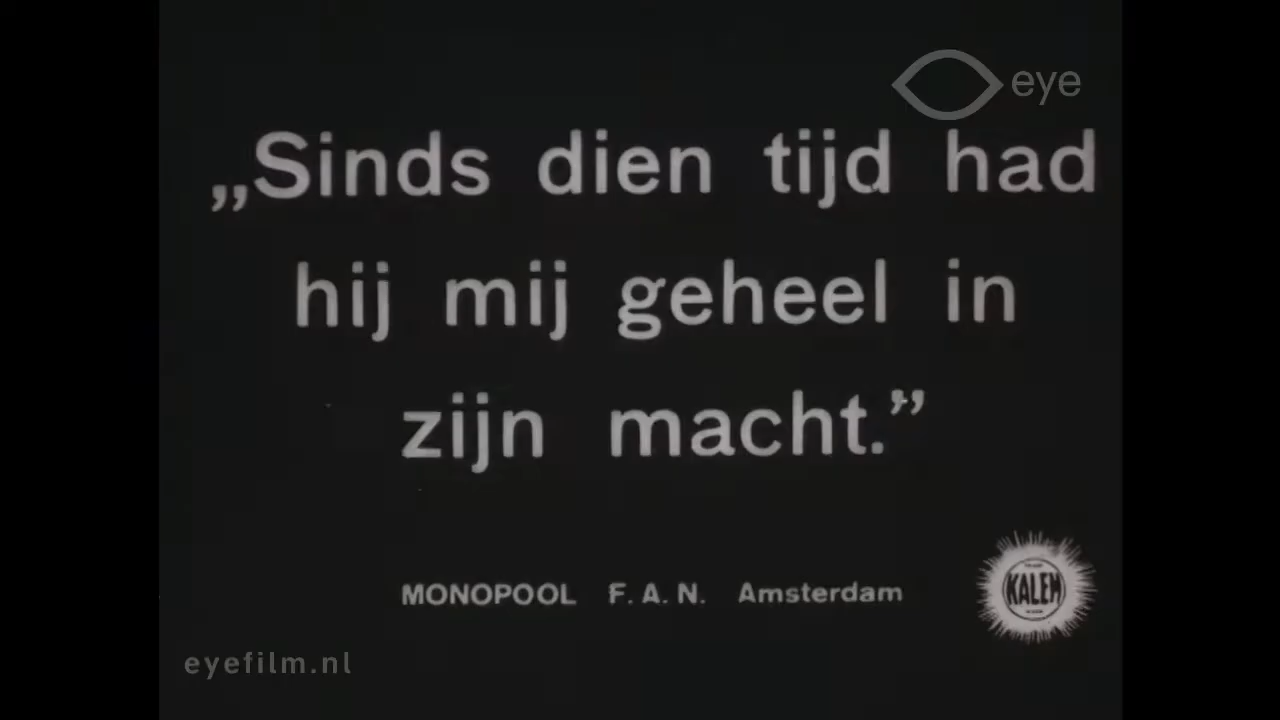 eye
„Sinds dien tijd had
hij mij geheel in
zijn macht.”
MONOPOOL F. A. N. Amsterdam
KALEM
eyefilm.nl